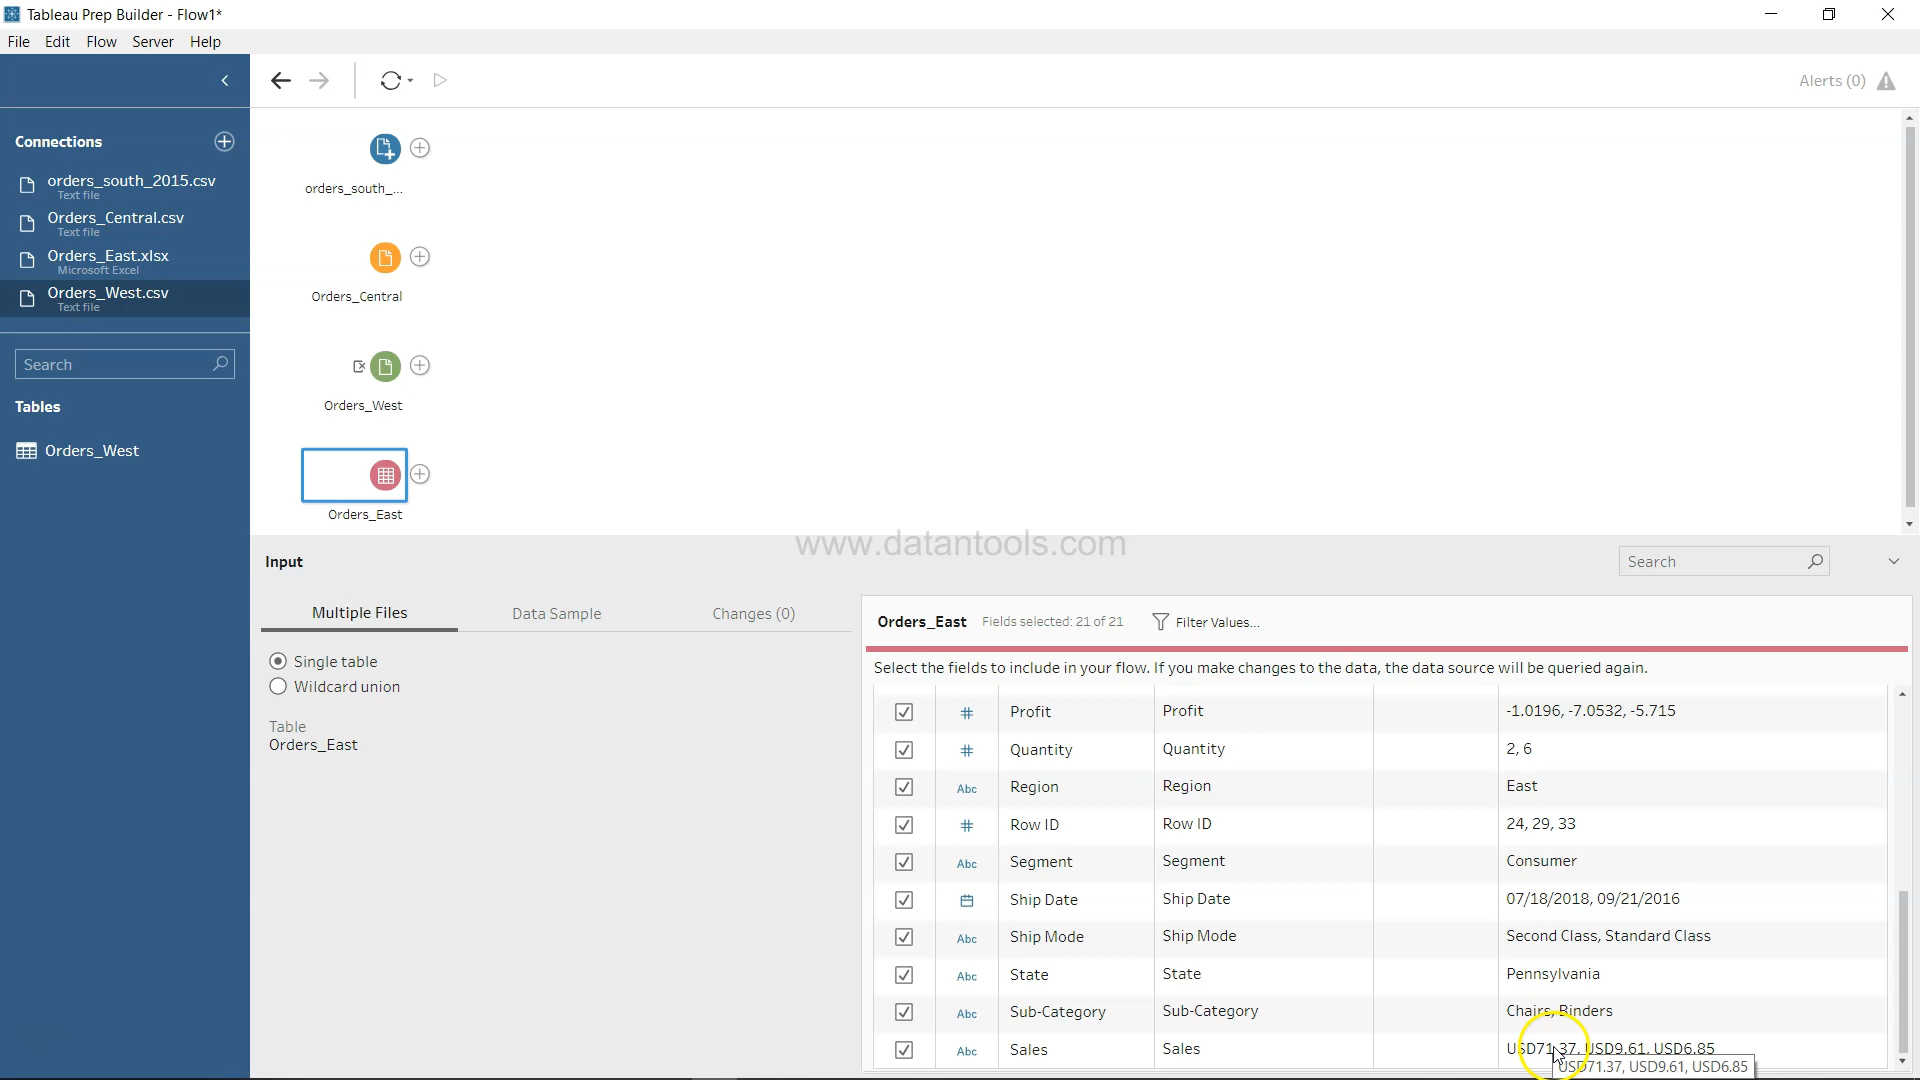 Tableau Prep Builder - Flow1*
File Edit Flow Server Help
Alerts (0)
Connections
orders_south_2015.csv
Text file
Orders_Central.csv
Text file
Orders_East.xlsx
Microsoft Excel
Orders_West.csv
Text file
Search
Tables
Orders_West
orders_south_...
Orders_Central
Orders_West
Orders_East
www.datantools.com
Input
Search
Multiple Files Data Sample Changes (0)
Single table
Wildcard union
Table
Orders_East
Orders_East Fields selected: 21 of 21 Filter Values...
Select the fields to include in your flow. If you make changes to the data, the data source will be queried again.
# Profit Profit -1.0196, -7.0532, -5.715
# Quantity Quantity 2, 6
Abc Region Region East
# Row ID Row ID 24, 29, 33
Abc Segment Segment Consumer
Ship Date Ship Date 07/18/2018, 09/21/2016
Abc Ship Mode Ship Mode Second Class, Standard Class
Abc State State Pennsylvania
Abc Sub-Category Sub-Category Chairs, Binders
Abc Sales Sales USD71.37, USD9.61, USD6.85
USD71.37, USD9.61, USD6.85